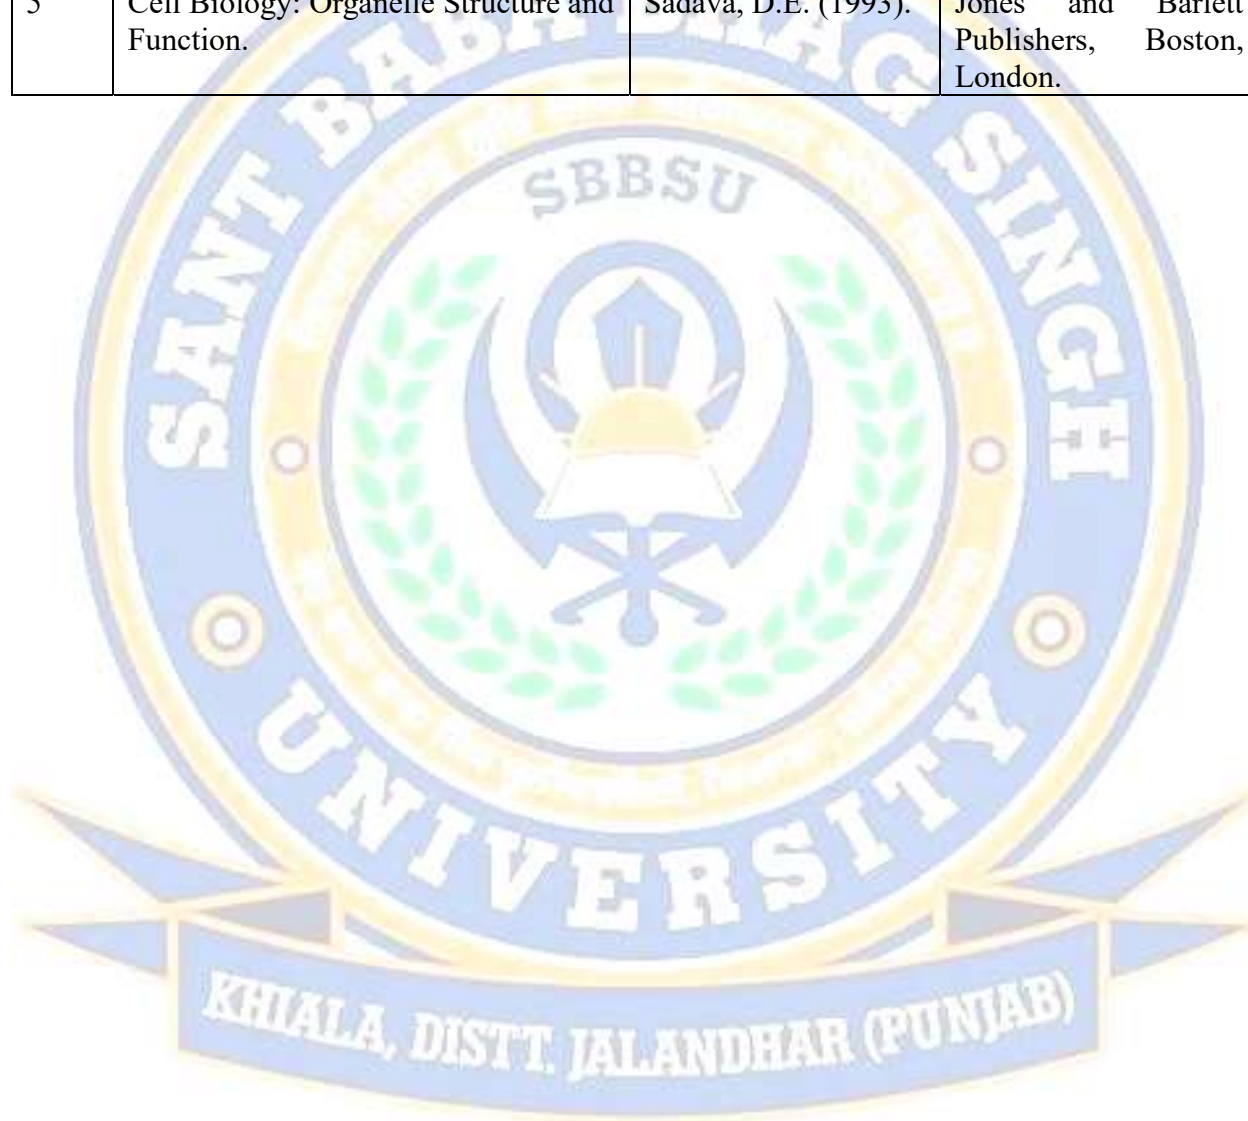 5 Cell Biology: Organelle Structure and Sadava, D.E. (1993). Jones and Barlett
Function. Publishers, Boston,
London.
SANT BABA BHAG SINGH
SBBSU
UNIVERSITY
KHIALA, DISTT. JALANDHAR (PUNJAB)